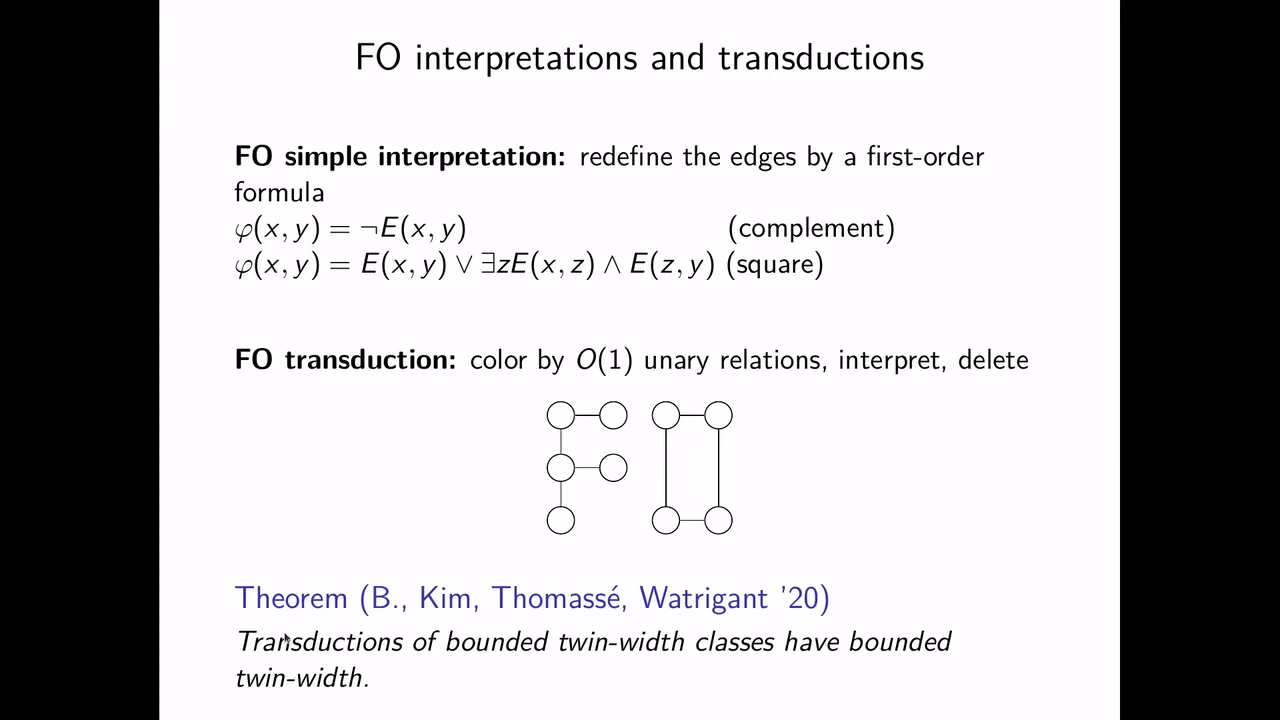 FO interpretations and transductions
FO simple interpretation: redefine the edges by a first-order
formula
φ(x, y) = ¬E(x, y) (complement)
φ(x, y) = E(x, y) ∨ ∃zE(x, z) ∧ E(z, y) (square)
FO transduction: color by O(1) unary relations, interpret, delete
Theorem (B., Kim, Thomassé, Watrigant '20)
Transductions of bounded twin-width classes have bounded
twin-width.